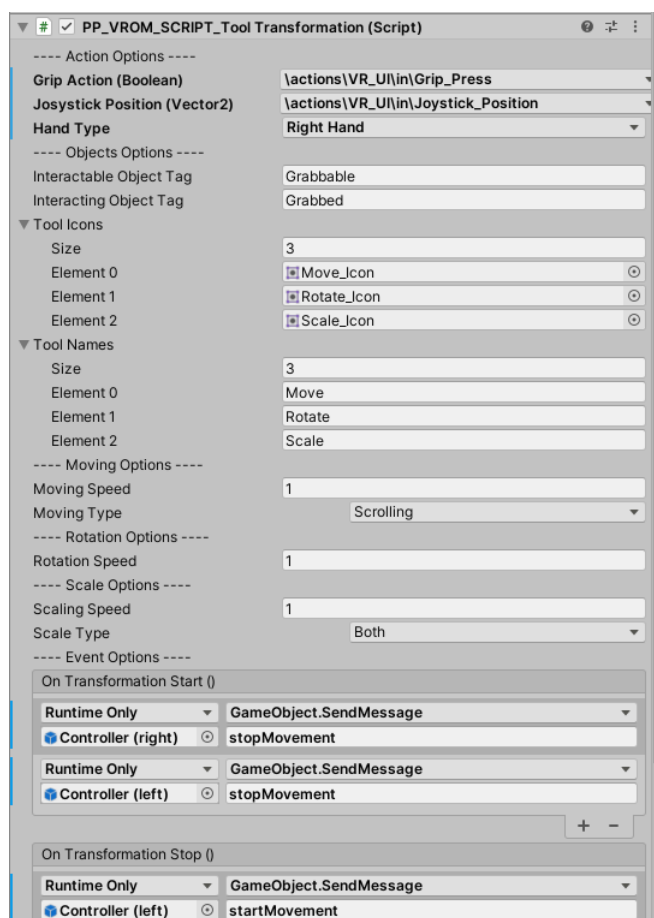 PP_VROM_SCRIPT_Tool Transformation (Script)
---- Action Options ----
Grip Action (Boolean) \actions\VR_UI\in\Grip_Press
Josystick Position (Vector2) \actions\VR_UI\in\Joystick_Position
Hand Type Right Hand
---- Objects Options ----
Interactable Object Tag Grabbable
Interacting Object Tag Grabbed
Tool Icons
Size 3
Element 0 Move_Icon
Element 1 Rotate_Icon
Element 2 Scale_Icon
Tool Names
Size 3
Element 0 Move
Element 1 Rotate
Element 2 Scale
---- Moving Options ----
Moving Speed 1
Moving Type Scrolling
---- Rotation Options ----
Rotation Speed 1
---- Scale Options ----
Scaling Speed 1
Scale Type Both
---- Event Options ----
On Transformation Start ()
Runtime Only GameObject.SendMessage
Controller (right) stopMovement
Runtime Only GameObject.SendMessage
Controller (left) stopMovement
+ −
On Transformation Stop ()
Runtime Only GameObject.SendMessage
Controller (left) startMovement